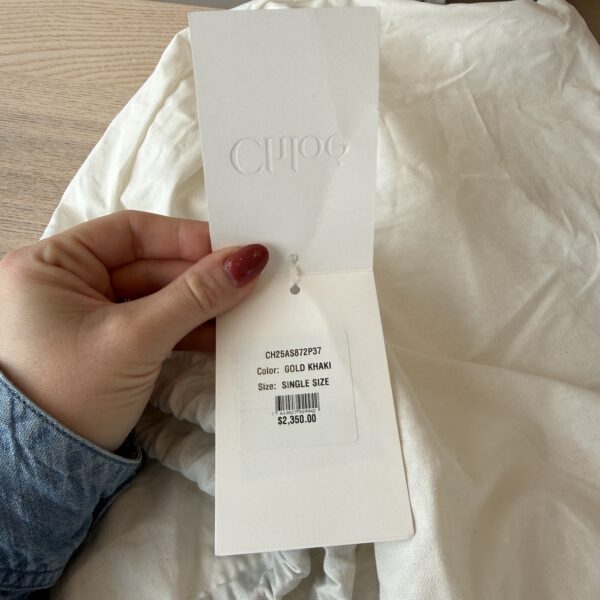 Chloé
CH25AS872P37
Color: GOLD KHAKI
Size: SINGLE SIZE
$2,350.00